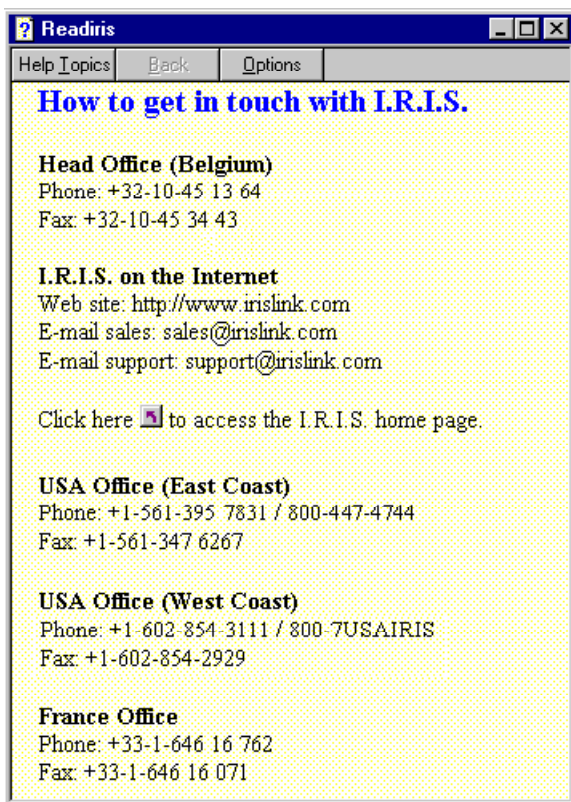 Readiris
Help Topics Back Options
How to get in touch with I.R.I.S.
Head Office (Belgium)
Phone: +32-10-45 13 64
Fax: +32-10-45 34 43
I.R.I.S. on the Internet
Web site: http://www.irislink.com
E-mail sales: sales@irislink.com
E-mail support: support@irislink.com
Click here to access the I.R.I.S. home page.
USA Office (East Coast)
Phone: +1-561-395 7831 / 800-447-4744
Fax: +1-561-347 6267
USA Office (West Coast)
Phone: +1-602-854-3111 / 800-7USAIRIS
Fax: +1-602-854-2929
France Office
Phone: +33-1-646 16 762
Fax: +33-1-646 16 071